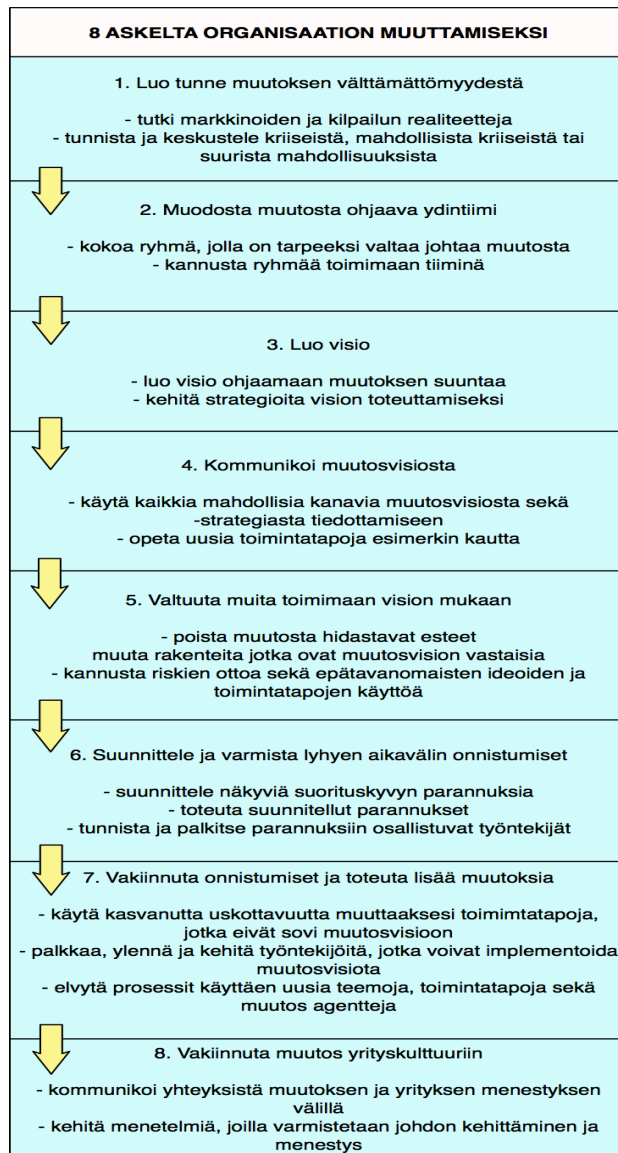 8 ASKELTA ORGANISAATION MUUTTAMISEKSI
1. Luo tunne muutoksen välttämättömyydestä
- tutki markkinoiden ja kilpailun realiteetteja
- tunnista ja keskustele kriiseistä, mahdollisista kriiseistä tai
suurista mahdollisuuksista
2. Muodosta muutosta ohjaava ydintiimi
- kokoa ryhmä, jolla on tarpeeksi valtaa johtaa muutosta
- kannusta ryhmää toimimaan tiiminä
3. Luo visio
- luo visio ohjaamaan muutoksen suuntaa
- kehitä strategioita vision toteuttamiseksi
4. Kommunikoi muutosvisiosta
- käytä kaikkia mahdollisia kanavia muutosvisiosta sekä
-strategiasta tiedottamiseen
- opeta uusia toimintatapoja esimerkin kautta
5. Valtuuta muita toimimaan vision mukaan
- poista muutosta hidastavat esteet
muuta rakenteita jotka ovat muutosvision vastaisia
- kannusta riskien ottoa sekä epätavanomaisten ideoiden ja
toimintatapojen käyttöä
6. Suunnittele ja varmista lyhyen aikavälin onnistumiset
- suunnittele näkyviä suorituskyvyn parannuksia
- toteuta suunnitellut parannukset
- tunnista ja palkitse parannuksiin osallistuvat työntekijät
7. Vakiinnuta onnistumiset ja toteuta lisää muutoksia
- käytä kasvanutta uskottavuutta muuttaaksesi toimimtatapoja,
jotka eivät sovi muutosvisioon
- palkkaa, ylennä ja kehitä työntekijöitä, jotka voivat implementoida
muutosvisiota
- elvytä prosessit käyttäen uusia teemoja, toimintatapoja sekä
muutos agentteja
8. Vakiinnuta muutos yrityskulttuuriin
- kommunikoi yhteyksistä muutoksen ja yrityksen menestyksen
välillä
- kehitä menetelmiä, joilla varmistetaan johdon kehittäminen ja
menestys